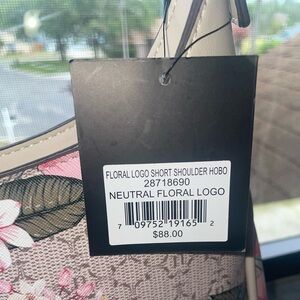 FLORAL LOGO SHORT SHOULDER HOBO
28718690
NEUTRAL FLORAL LOGO
7 09752 19165 2
$88.00